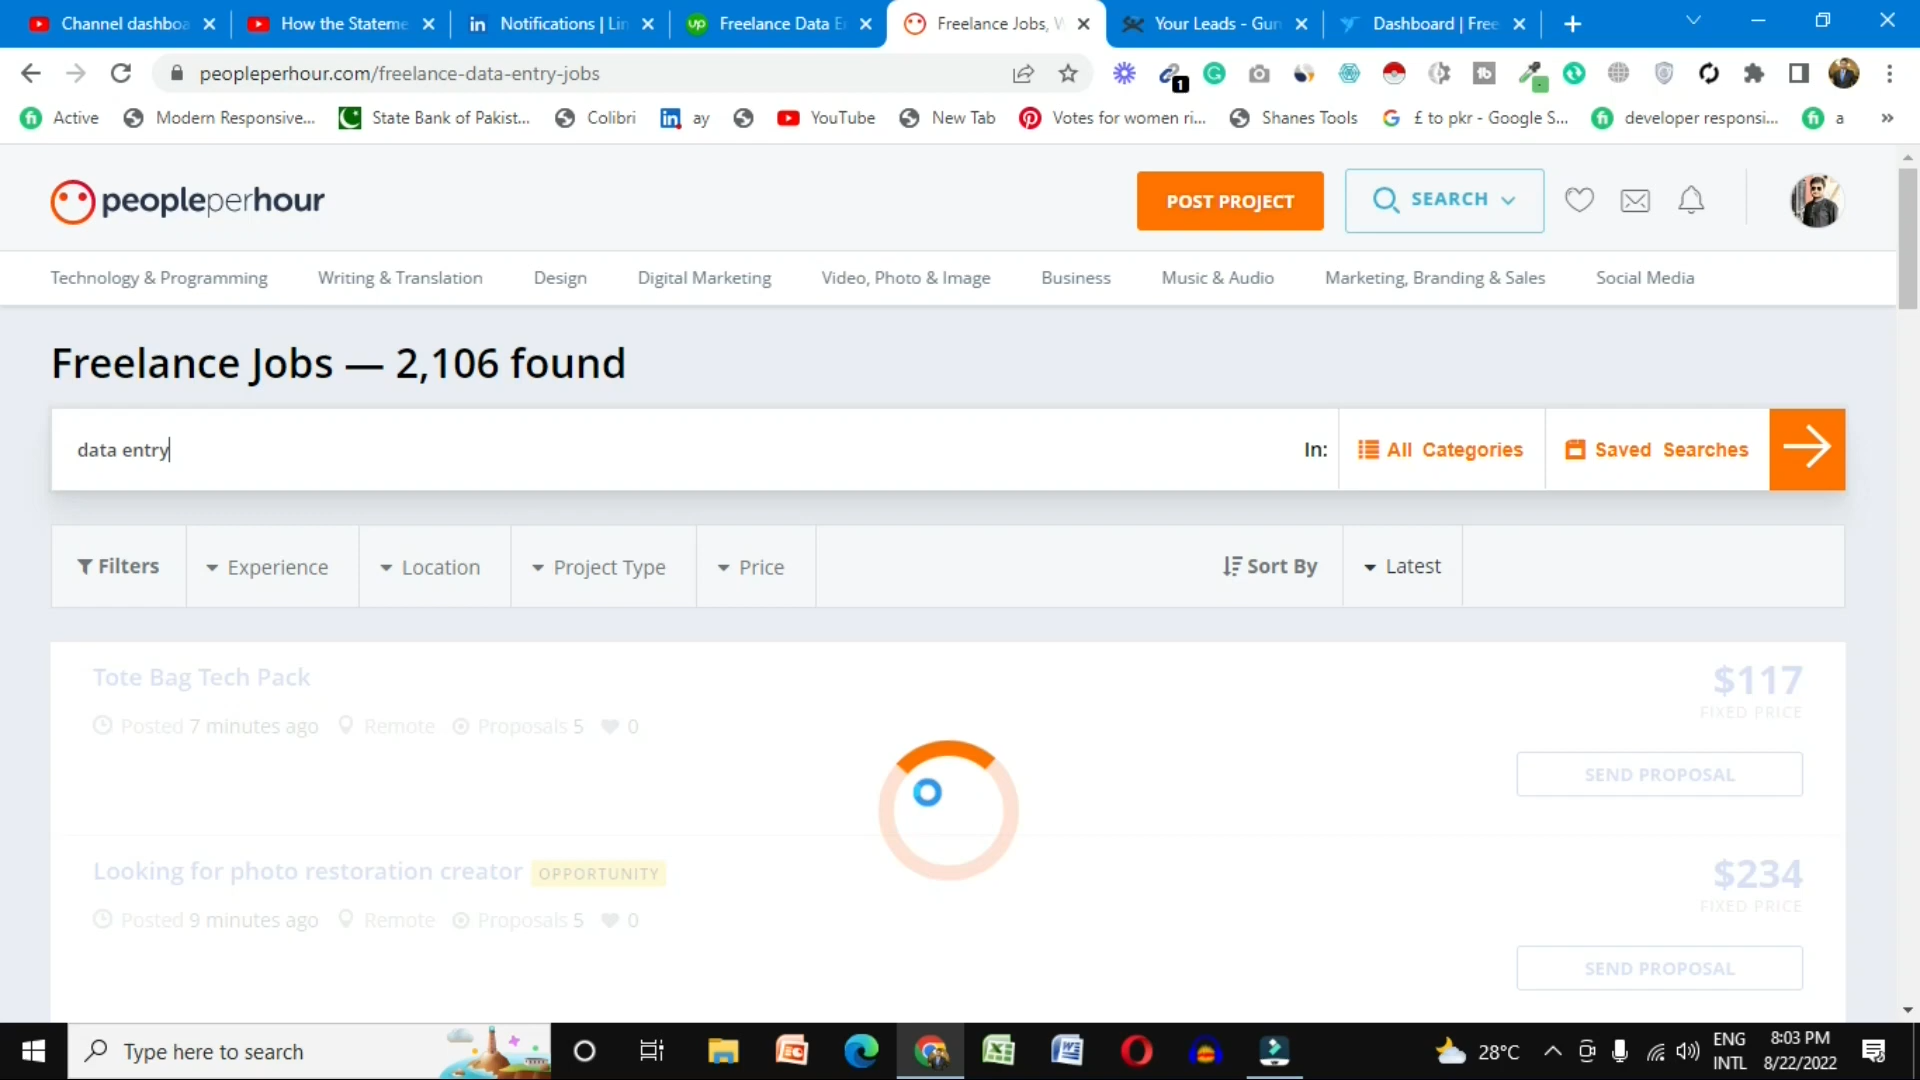 Channel dashboa
How the Stateme
Notifications | Lin
Freelance Data E
Freelance Jobs, W
Your Leads - Gun
Dashboard | Free
peopleperhour.com/freelance-data-entry-jobs
Active
Modern Responsive...
State Bank of Pakist...
Colibri
ay
YouTube
New Tab
Votes for women ri...
Shanes Tools
£ to pkr - Google S...
developer responsi...
a
peopleperhour
POST PROJECT
SEARCH
Technology & Programming
Writing & Translation
Design
Digital Marketing
Video, Photo & Image
Business
Music & Audio
Marketing, Branding & Sales
Social Media
Freelance Jobs — 2,106 found
data entry
In:
All Categories
Saved Searches
Filters
Experience
Location
Project Type
Price
Sort By
Latest
Tote Bag Tech Pack
$117
FIXED PRICE
Posted 7 minutes ago
Remote
Proposals 5
0
SEND PROPOSAL
Looking for photo restoration creator
OPPORTUNITY
$234
FIXED PRICE
Posted 9 minutes ago
Remote
Proposals 5
0
SEND PROPOSAL
Type here to search
28°C
ENG
INTL
8:03 PM
8/22/2022